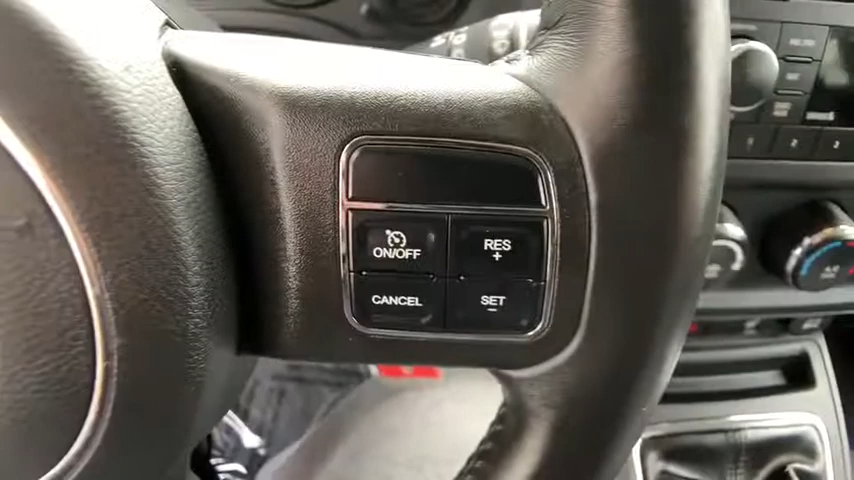 ON/OFF
RES
+
CANCEL
SET
-
A/C